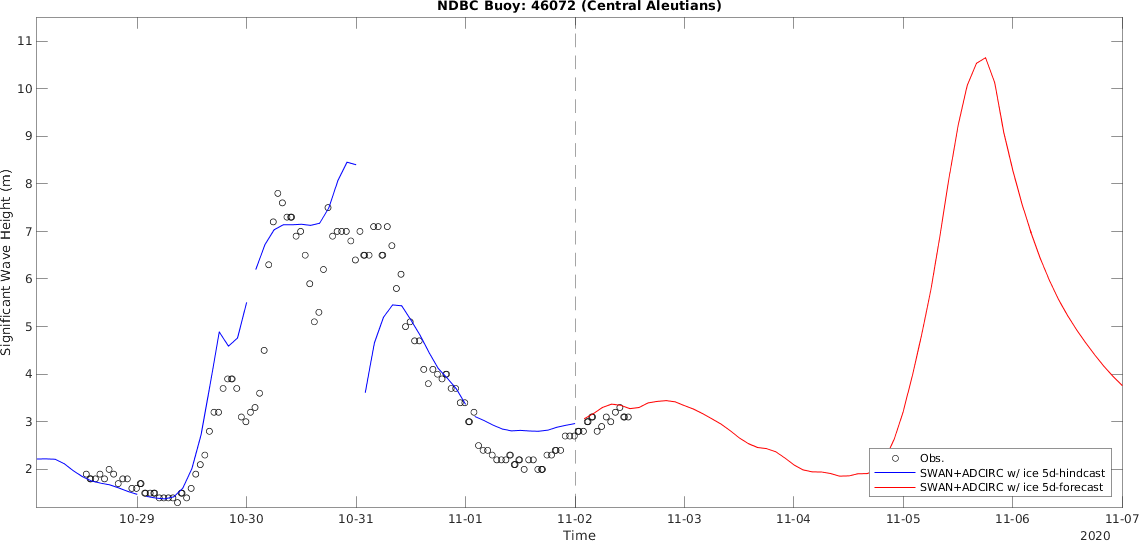 NDBC Buoy: 46072 (Central Aleutians)
Significant Wave Height (m)
11
10
9
8
7
6
5
4
3
2
Obs.
SWAN+ADCIRC w/ ice 5d-hindcast
SWAN+ADCIRC w/ ice 5d-forecast
10-29 10-30 10-31 11-01 11-02 11-03 11-04 11-05 11-06 11-07
Time
2020